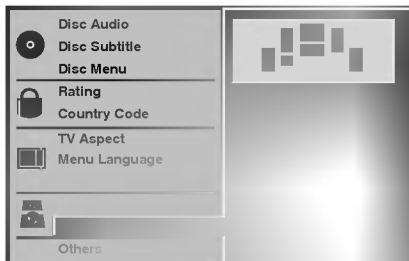 Disc Audio
Disc Subtitle
Disc Menu
Rating
Country Code
TV Aspect
Menu Language
Others